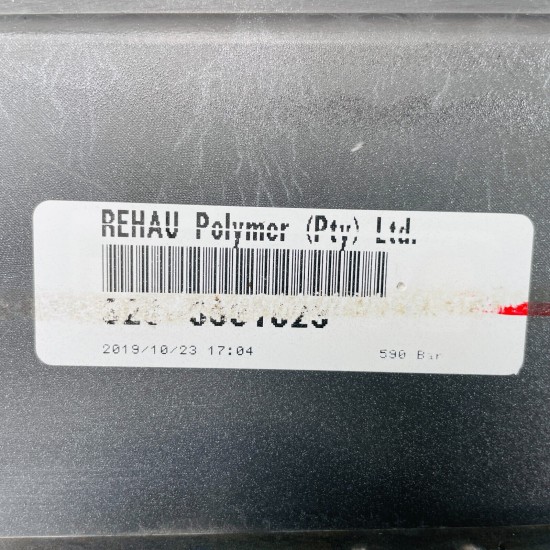 REHAU Polymer (Pty) Ltd.
2019/10/23 17:04
590 Bar